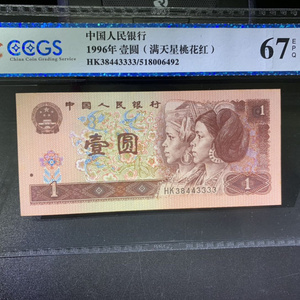 CCGS
China Coin Grading Service
中国人民银行
1996年 壹圆（满天星桃花红）
HK38443333/518006492
67 EPQ
中国人民银行
1
壹圆
HK38443333
1
1